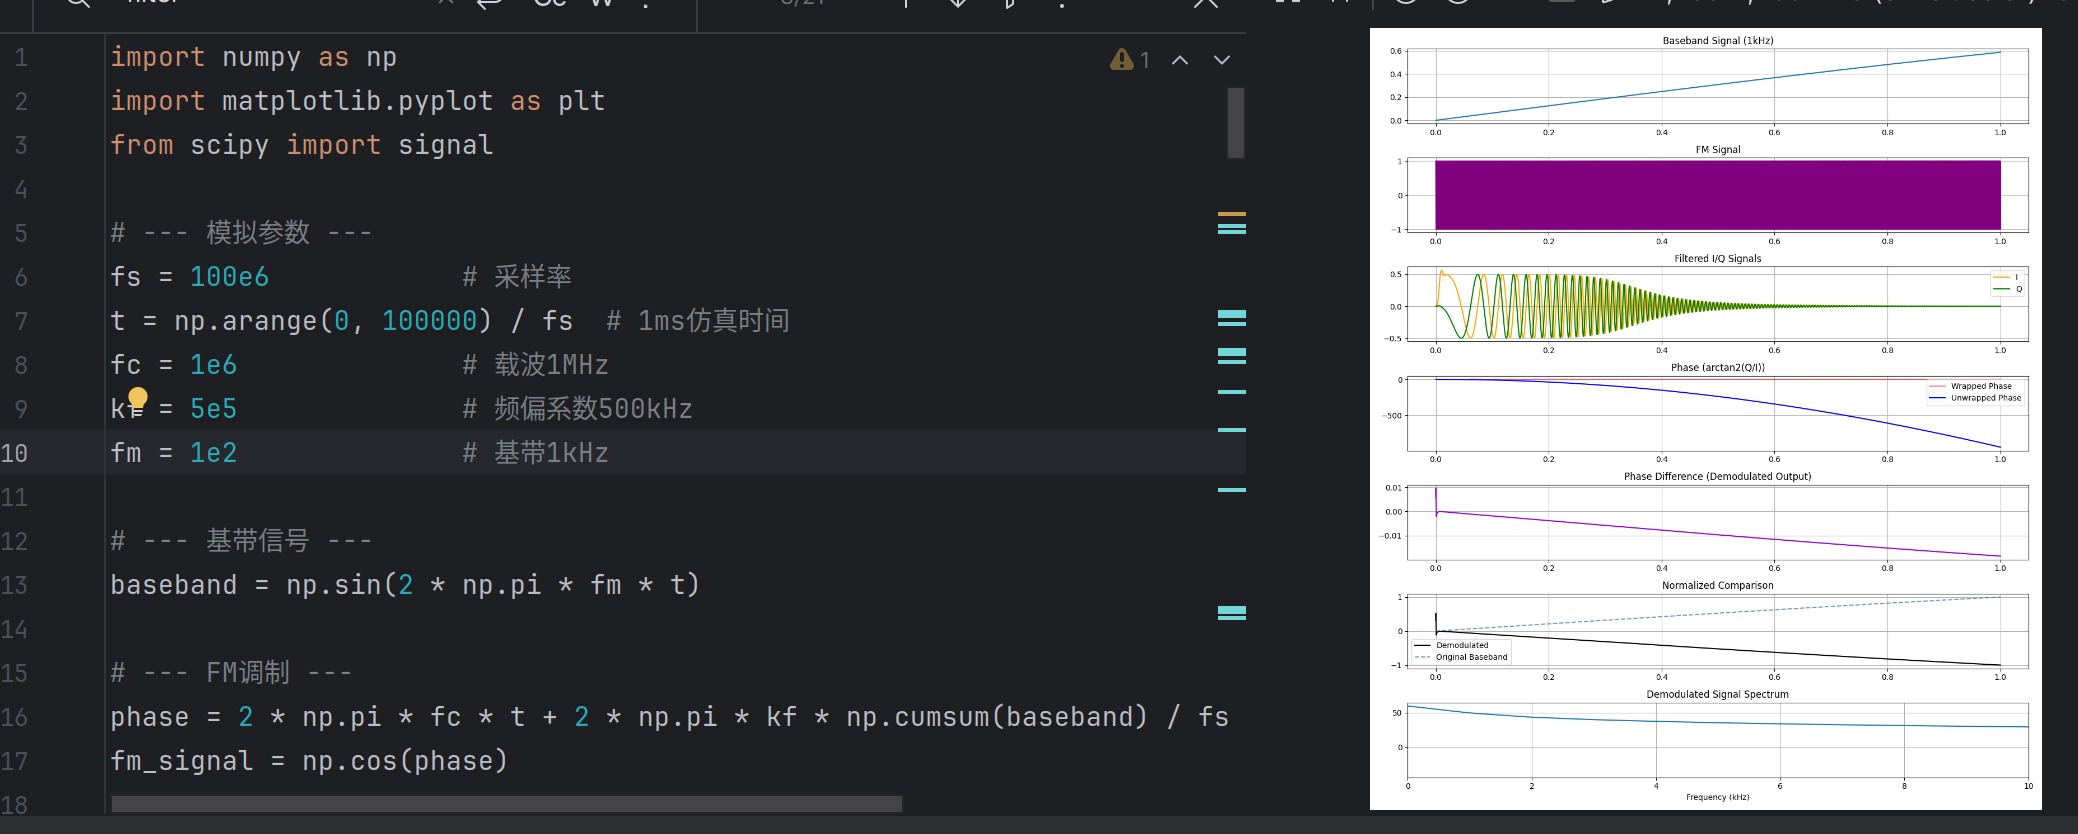 1 import numpy as np
2 import matplotlib.pyplot as plt
3 from scipy import signal
4
5 # --- 模拟参数 ---
6 fs = 100e6 # 采样率
7 t = np.arange(0, 100000) / fs # 1ms仿真时间
8 fc = 1e6 # 载波1MHz
9 kf = 5e5 # 频偏系数500kHz
10 fm = 1e2 # 基带1kHz
11
12 # --- 基带信号 ---
13 baseband = np.sin(2 * np.pi * fm * t)
14
15 # --- FM调制 ---
16 phase = 2 * np.pi * fc * t + 2 * np.pi * kf * np.cumsum(baseband) / fs
17 fm_signal = np.cos(phase)
18
1
Baseband Signal (1kHz)
0.6
0.4
0.2
0.0
0.0 0.2 0.4 0.6 0.8 1.0
FM Signal
1
0
−1
0.0 0.2 0.4 0.6 0.8 1.0
Filtered I/Q Signals
0.5
0.0
−0.5
I
Q
0.0 0.2 0.4 0.6 0.8 1.0
Phase (arctan2(Q/I))
0
−500
Wrapped Phase
Unwrapped Phase
0.0 0.2 0.4 0.6 0.8 1.0
Phase Difference (Demodulated Output)
0.01
0.00
−0.01
0.0 0.2 0.4 0.6 0.8 1.0
Normalized Comparison
1
0
−1
Demodulated
Original Baseband
0.0 0.2 0.4 0.6 0.8 1.0
Demodulated Signal Spectrum
50
0
0 2 4 6 8 10
Frequency (kHz)